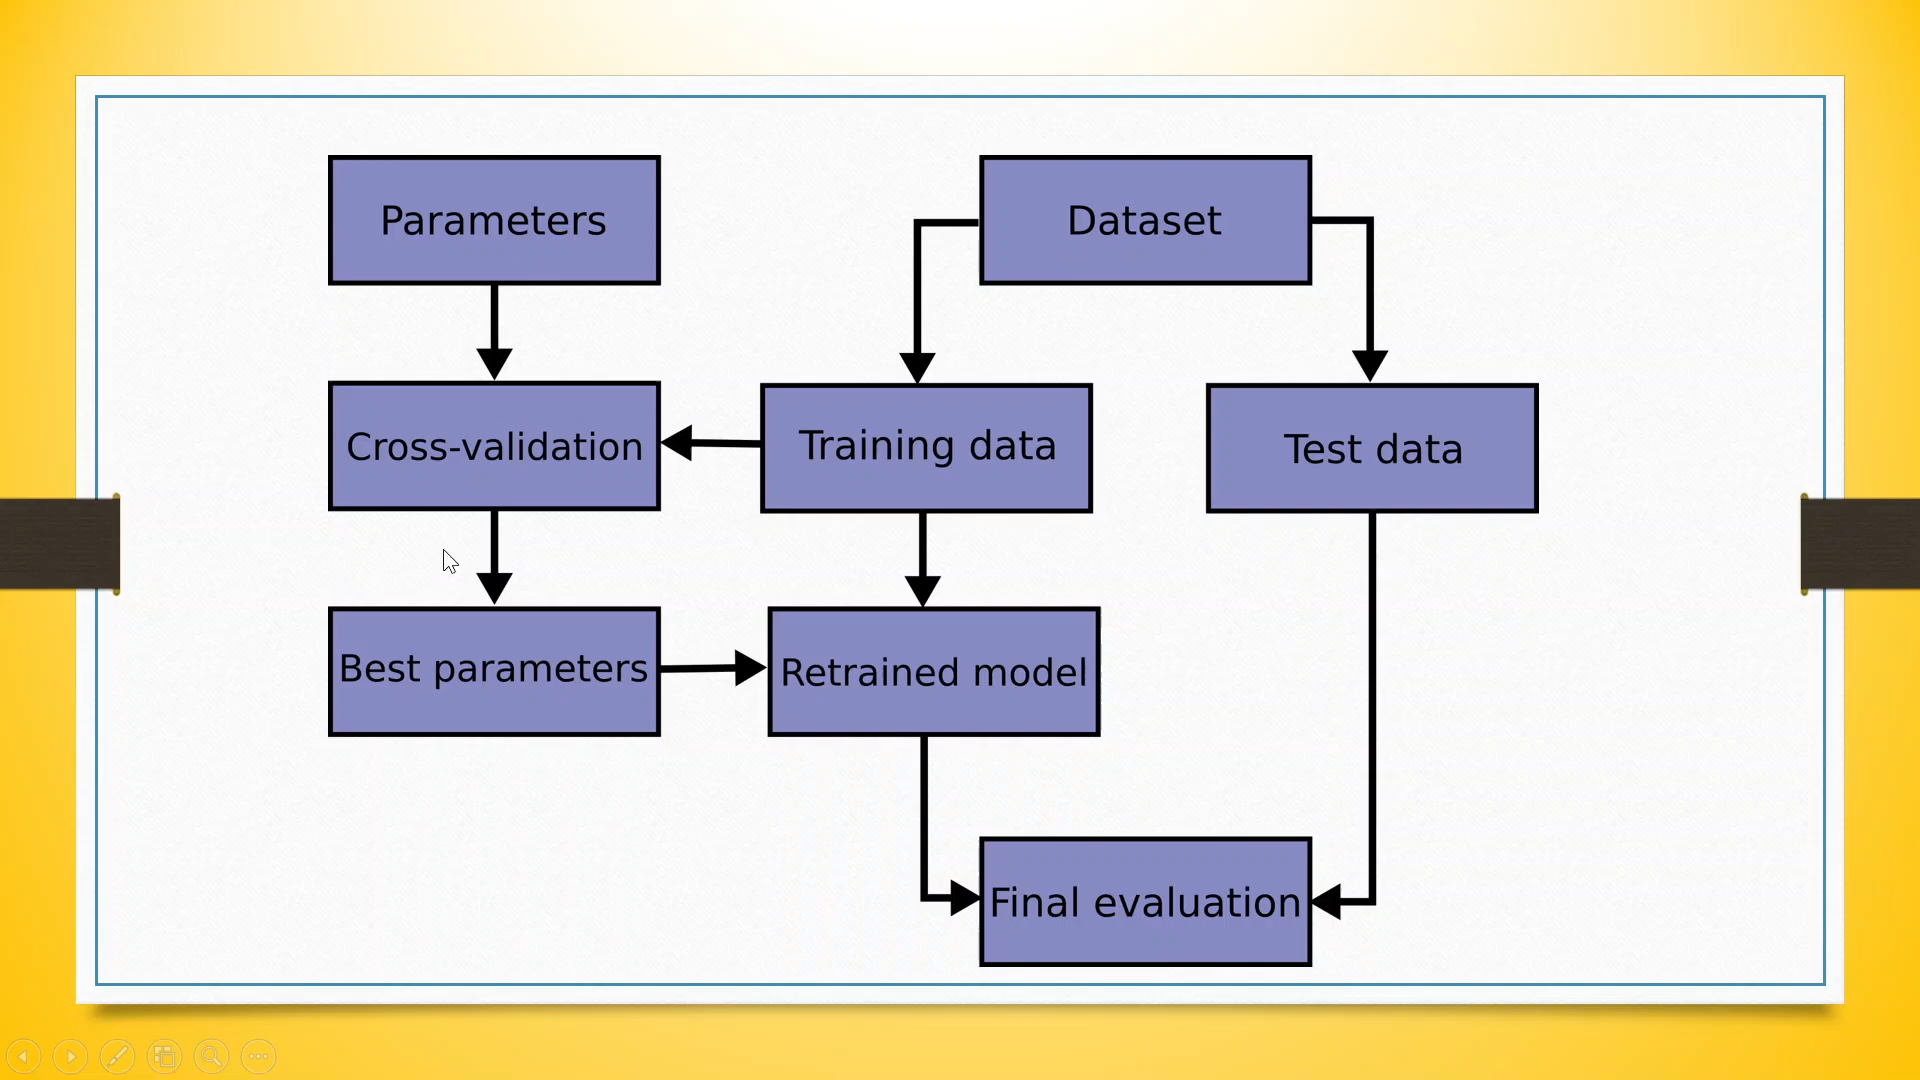 Parameters
Dataset
Cross-validation
Training data
Test data
Best parameters
Retrained model
Final evaluation